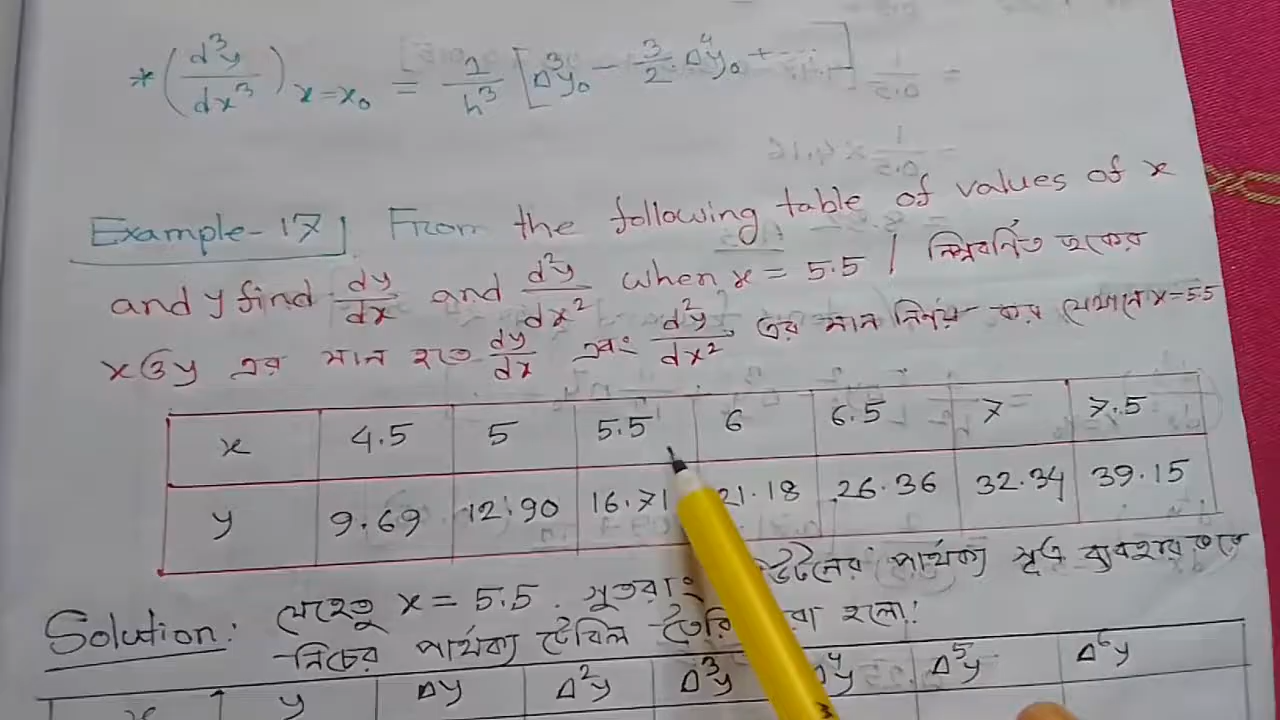 * (d³y/dx³) x=x₀ = 1/h³ [Δ³y₀ - 3/2 Δ⁴y₀ + ....]
Example-17] From the following table of values of x
and y find dy/dx and d²y/dx² when x = 5.5 / নিম্নবর্নিত ছকের
x ও y এর মান হতে dy/dx এবং d²y/dx² এর মান নির্নয় কর যেখানে x=5.5
x 4.5 5 5.5 6 6.5 7 7.5
y 9.69 12.90 16.71 21.18 26.36 32.34 39.15
Solution: যেহেতু x = 5.5. সুতরাং পার্থক্য সূত্র ব্যবহার
নিচের পার্থক্য টেবিল হলো:
x y Δy Δ²y Δ³y Δ⁴y Δ⁵y Δ⁶y